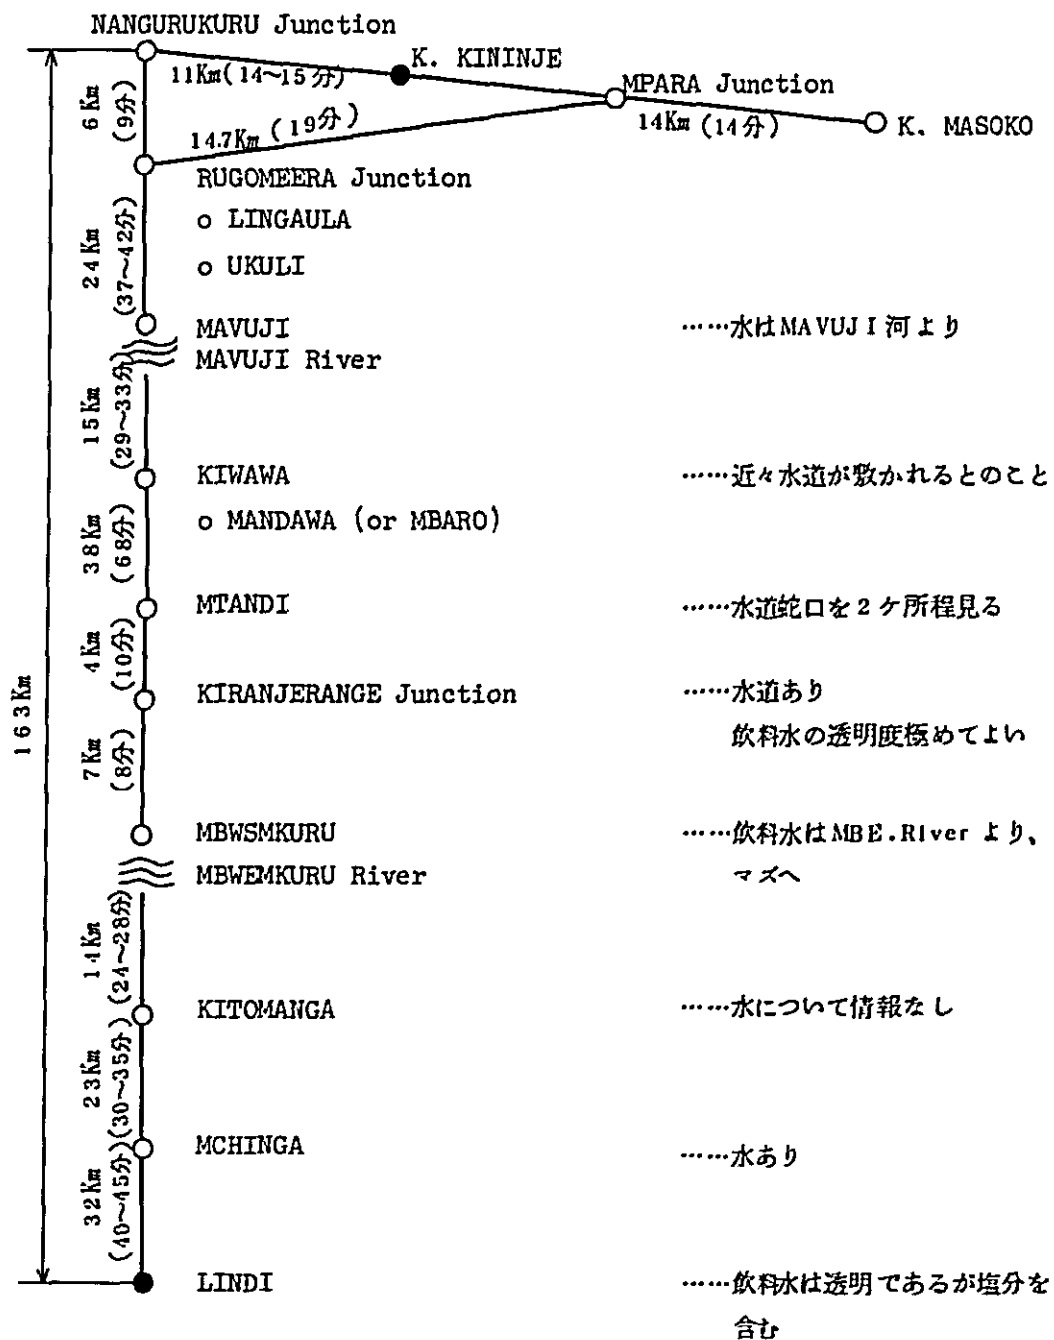 NANGURUKURU Junction
K. KININJE
11Km(14~15分)
MPARA Junction
6Km
(9分)
14.7Km (19分)
14Km (14分)
K. MASOKO
RUGOMEERA Junction
24Km
(37~42分)
LINGAULA
UKULI
MAVUJI
……水はMAVUJI河より
MAVUJI River
15Km
(29~33分)
KIWAWA
……近々水道が敷かれるとのこと
38Km
(68分)
MANDAWA (or MBARO)
MTANDI
……水道蛇口を2ケ所程見る
4Km
(10分)
163Km
KIRANJERANGE Junction
……水道あり
飲料水の透明度極めてよい
7Km
(8分)
MBWSMKURU
……飲料水はMBE.Riverより、
マズヘ
MBWEMKURU River
14Km
(24~28分)
KITOMANGA
……水について情報なし
23Km
(30~35分)
MCHINGA
……水あり
32Km
(40~45分)
LINDI
……飲料水は透明であるが塩分を
含む